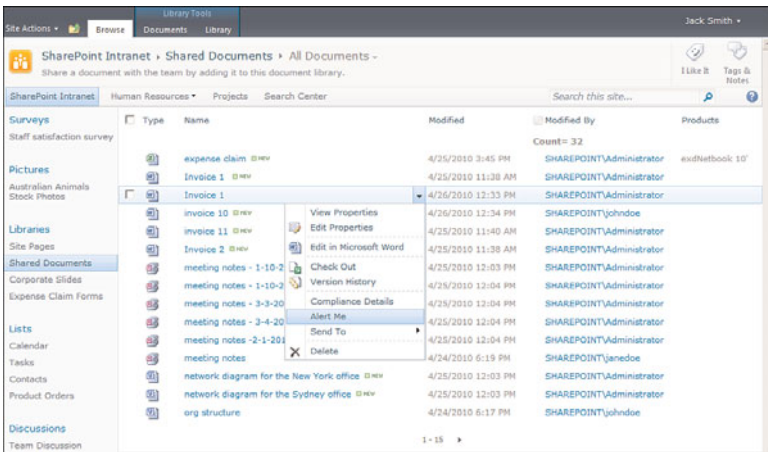 Library Tools
Jack Smith
Site Actions Browse Documents Library
SharePoint Intranet Shared Documents All Documents
Share a document with the team by adding it to this document library.
I Like It Tags & Notes
SharePoint Intranet Human Resources Projects Search Center Search this site...
Surveys
Staff satisfaction survey
Pictures
Australian Animals
Stock Photos
Libraries
Site Pages
Shared Documents
Corporate Slides
Expense Claim Forms
Lists
Calendar
Tasks
Contacts
Product Orders
Discussions
Team Discussion
Type Name Modified Modified By Products
Count= 32
expense claim NEW 4/25/2010 3:45 PM SHAREPOINT\Administrator exdNetbook 10'
Invoice 1 NEW 4/25/2010 11:38 AM SHAREPOINT\Administrator
Invoice 1 4/26/2010 12:33 PM SHAREPOINT\Administrator
invoice 10 NEW 4/26/2010 12:34 PM SHAREPOINT\johndoe
invoice 11 NEW 4/25/2010 11:40 AM SHAREPOINT\Administrator
Invoice 2 NEW 4/25/2010 11:38 AM SHAREPOINT\Administrator
meeting notes - 1-10-2 4/25/2010 12:03 PM SHAREPOINT\Administrator
meeting notes - 1-10-2 4/25/2010 12:04 PM SHAREPOINT\Administrator
meeting notes - 3-3-20 4/25/2010 12:04 PM SHAREPOINT\Administrator
meeting notes - 3-4-20 4/25/2010 12:04 PM SHAREPOINT\Administrator
meeting notes -2-1-201 4/25/2010 12:04 PM SHAREPOINT\Administrator
meeting notes 4/24/2010 6:19 PM SHAREPOINT\janedoe
network diagram for the New York office NEW 4/25/2010 12:03 PM SHAREPOINT\Administrator
network diagram for the Sydney office NEW 4/25/2010 12:03 PM SHAREPOINT\Administrator
org structure 4/24/2010 6:17 PM SHAREPOINT\johndoe
1 - 15
View Properties
Edit Properties
Edit in Microsoft Word
Check Out
Version History
Compliance Details
Alert Me
Send To
Delete